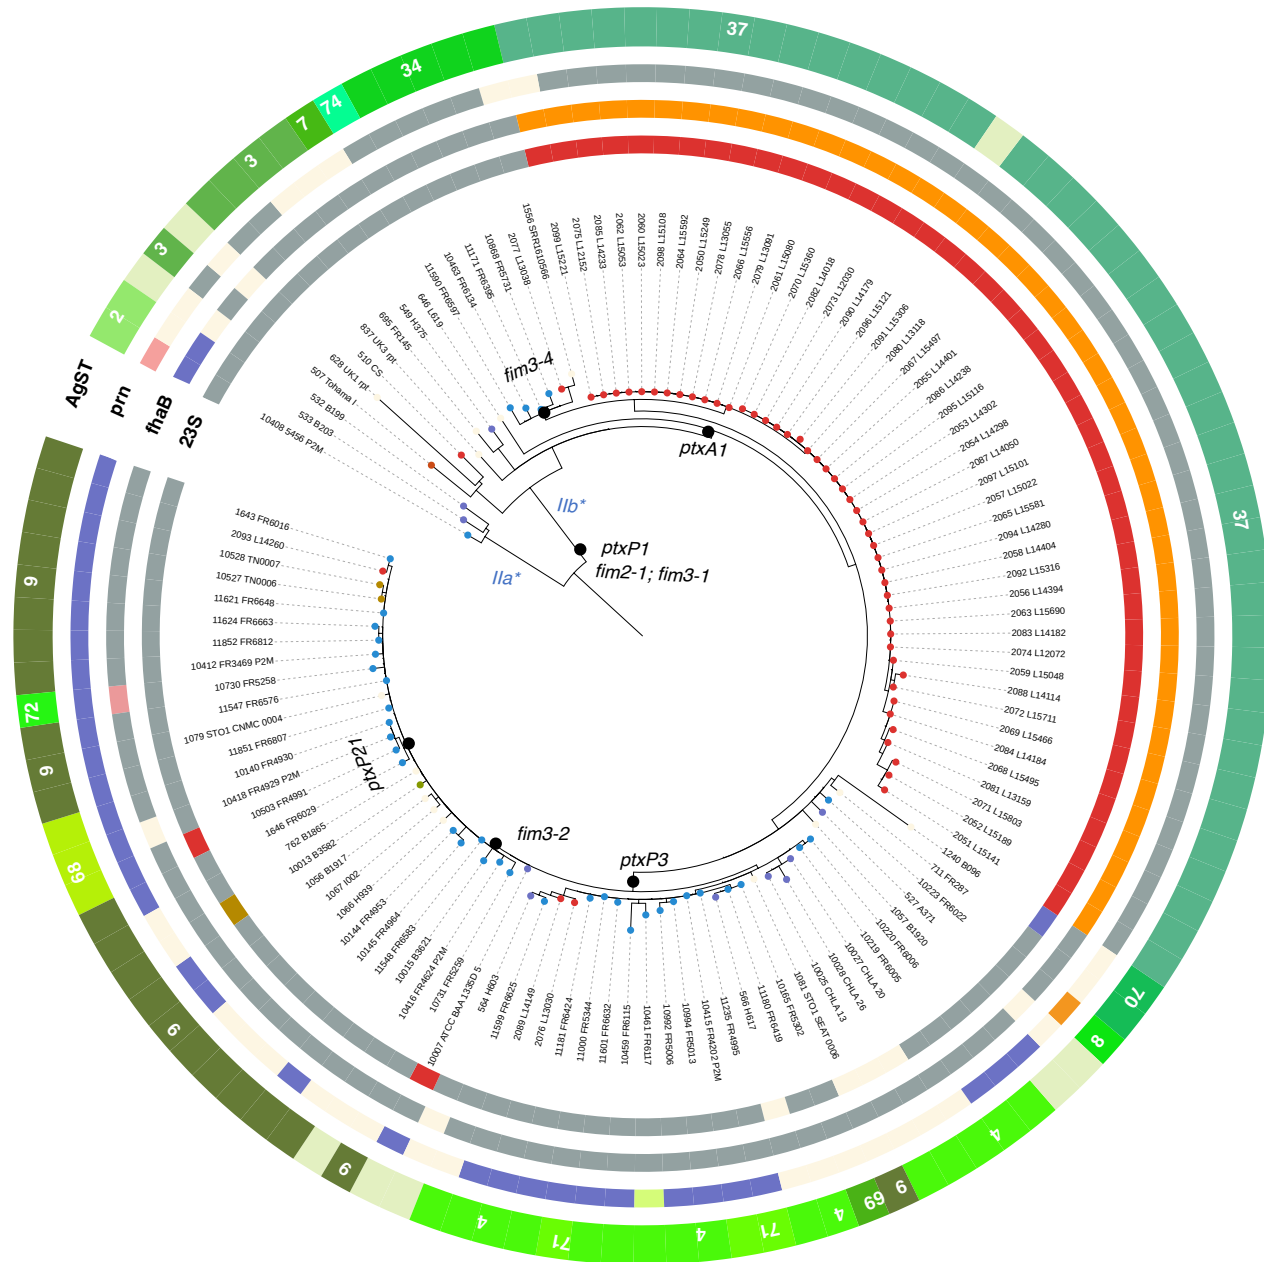 37
34
74
7
3
3
2
AgST
prn
fhaB
23S
37
70
8
4
9
69
4
71
4
71
4
9
9
68
9
72
9
fim3-4
ptxA1
IIb*
IIa*
ptxP1
fim2-1; fim3-1
ptxP21
fim3-2
ptxP3
10408 5456 P2M
533 B203
532 B199
507 Tohama I
628 UK1 rpt
510 CS
837 UK3 rpt
695 FR145
549 H375
646 L619
11590 FR6597
10463 FR6134
11171 FR6395
10868 FR5731
2077 L13038
1556 SRR1610566
2099 L15221
2075 L12152
2085 L14233
2062 L15053
2060 L15023
2098 L15108
2064 L15592
2050 L15249
2078 L13055
2066 L15556
2079 L13091
2061 L15080
2070 L15360
2082 L14018
2073 L12030
2090 L14179
2096 L15121
2091 L15306
2080 L13118
2067 L15497
2055 L14401
2086 L14238
2095 L15116
2053 L14302
2054 L14298
2087 L14050
2097 L15101
2057 L15022
2065 L15581
2094 L14280
2058 L14404
2092 L15316
2056 L14394
2063 L15690
2083 L14182
2074 L12072
2059 L15048
2088 L14114
2072 L15711
2069 L15466
2084 L14184
2068 L15495
2081 L13159
2071 L15803
2052 L15189
2051 L15141
1240 B096
711 FR287
10223 FR6022
527 A371
1057 B1920
10220 FR6006
10219 FR6005
10027 CHLA 20
10028 CHLA 26
10025 CHLA 13
1081 STO1 SEAT 0006
10165 FR5302
11180 FR6419
566 H617
11235 FR4995
10415 FR4202 P2M
10994 FR5013
10992 FR5006
10461 FR6117
10459 FR6115
11601 FR6632
11000 FR5344
11181 FR6424
2076 L13030
2089 L14149
11599 FR6625
564 H603
10007 ATCC BAA 1335D 5
10731 FR5259
10416 FR4624 P2M
10015 B3621
11548 FR6583
10145 FR4964
10144 FR4953
1066 H939
1067 I002
1056 B1917
10013 B3582
762 B1865
1646 FR6029
10503 FR4991
10418 FR4929 P2M
10140 FR4930
11851 FR6807
1079 STO1 CNMC 0004
11547 FR6576
10730 FR5258
10412 FR3469 P2M
11852 FR6812
11624 FR6663
11621 FR6648
10527 TN0006
10528 TN0007
2093 L14260
1643 FR6016